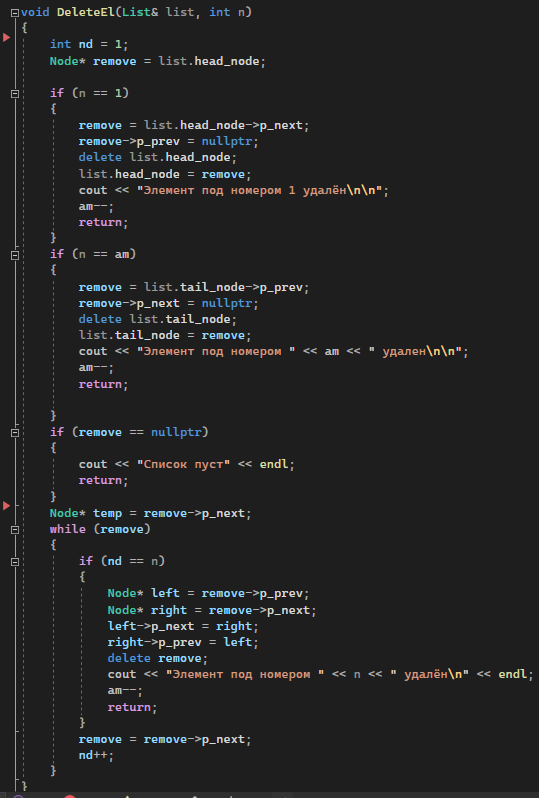 void DeleteEl(List& list, int n)
{
    int nd = 1;
    Node* remove = list.head_node;

    if (n == 1)
    {
        remove = list.head_node->p_next;
        remove->p_prev = nullptr;
        delete list.head_node;
        list.head_node = remove;
        cout << "Элемент под номером 1 удалён\n\n";
        am--;
        return;
    }
    if (n == am)
    {
        remove = list.tail_node->p_prev;
        remove->p_next = nullptr;
        delete list.tail_node;
        list.tail_node = remove;
        cout << "Элемент под номером " << am << " удален\n\n";
        am--;
        return;

    }
    if (remove == nullptr)
    {
        cout << "Список пуст" << endl;
        return;
    }
    Node* temp = remove->p_next;
    while (remove)
    {
        if (nd == n)
        {
            Node* left = remove->p_prev;
            Node* right = remove->p_next;
            left->p_next = right;
            right->p_prev = left;
            delete remove;
            cout << "Элемент под номером " << n << " удалён\n" << endl;
            am--;
            return;
        }
        remove = remove->p_next;
        nd++;
    }
}